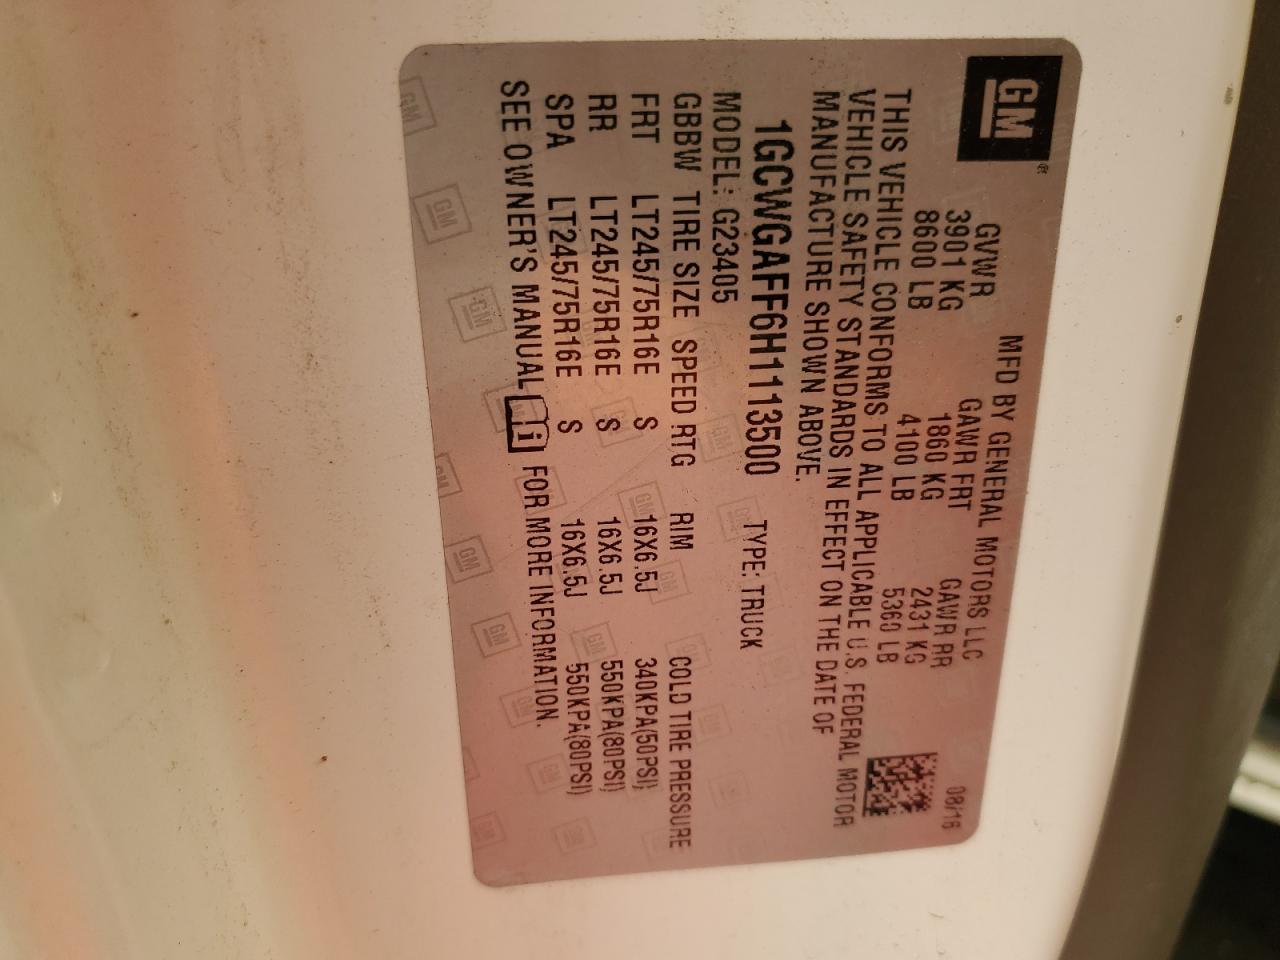 GM
MFD BY GENERAL MOTORS LLC 08/16
GVWR GAWR FRT GAWR RR
3901 KG 1860 KG 2431 KG
8600 LB 4100 LB 5360 LB
THIS VEHICLE CONFORMS TO ALL APPLICABLE U.S. FEDERAL MOTOR
VEHICLE SAFETY STANDARDS IN EFFECT ON THE DATE OF
MANUFACTURE SHOWN ABOVE.
1GCWGAFF6H1113500 TYPE: TRUCK
MODEL: G23405
GBBW TIRE SIZE SPEED RTG RIM COLD TIRE PRESSURE
FRT LT245/75R16E S 16X6.5J 340KPA(50PSI)
RR LT245/75R16E S 16X6.5J 550KPA(80PSI)
SPA LT245/75R16E S 16X6.5J 550KPA(80PSI)
SEE OWNER'S MANUAL i FOR MORE INFORMATION.